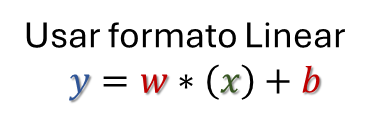 Usar formato Linear
y = w * (x) + b